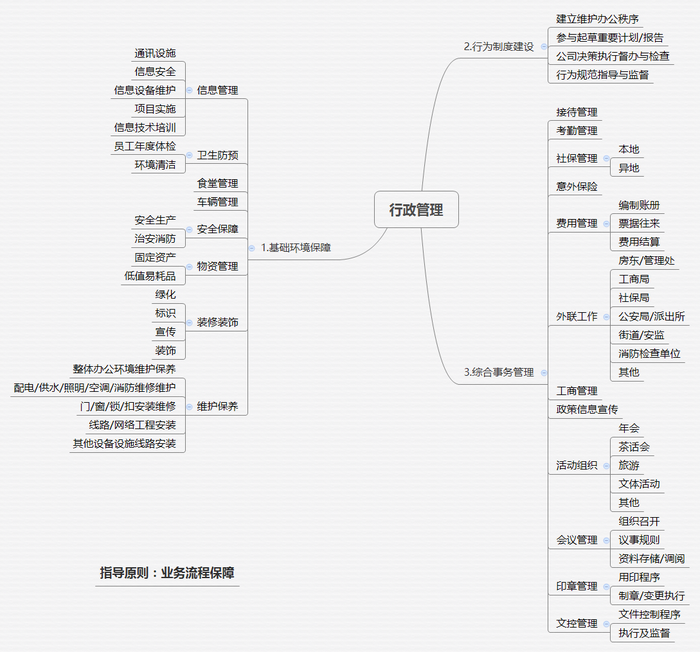 行政管理
1.基础环境保障
信息管理
通讯设施
信息安全
信息设备维护
项目实施
信息技术培训
卫生防预
员工年度体检
环境清洁
食堂管理
车辆管理
安全保障
安全生产
治安消防
物资管理
固定资产
低值易耗品
装修装饰
绿化
标识
宣传
装饰
维护保养
整体办公环境维护保养
配电/供水/照明/空调/消防维修维护
门/窗/锁/扣安装维修
线路/网络工程安装
其他设备设施线路安装
2.行为制度建设
建立维护办公秩序
参与起草重要计划/报告
公司决策执行督办与检查
行为规范指导与监督
3.综合事务管理
接待管理
考勤管理
社保管理
本地
异地
意外保险
费用管理
编制账册
票据往来
费用结算
外联工作
房东/管理处
工商局
社保局
公安局/派出所
街道/安监
消防检查单位
其他
工商管理
政策信息宣传
活动组织
年会
茶话会
旅游
文体活动
其他
会议管理
组织召开
议事规则
资料存储/调阅
印章管理
用印程序
制章/变更执行
文控管理
文件控制程序
执行及监督
指导原则：业务流程保障